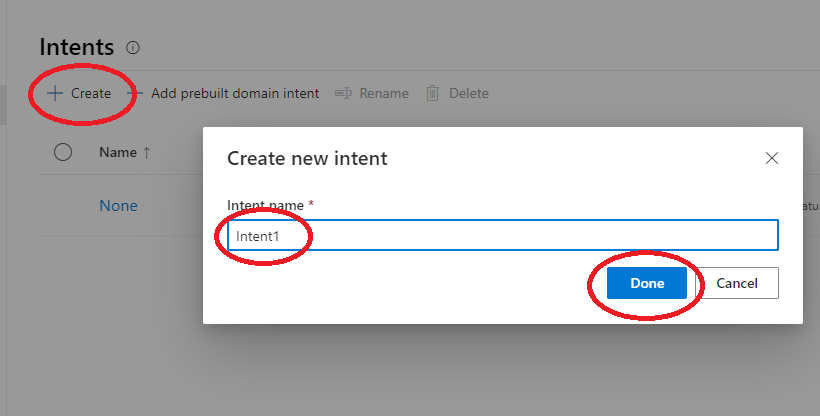 Intents
+ Create + Add prebuilt domain intent Rename Delete
Name ↑
Create new intent
None
Intent name *
Intent1
Done Cancel